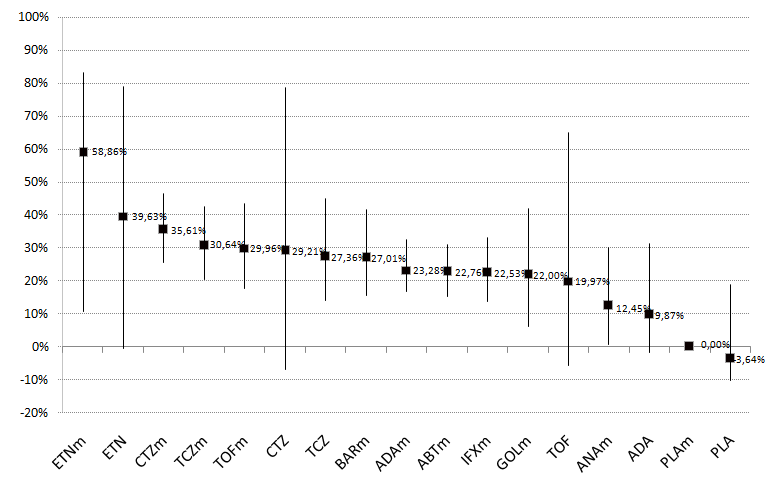 100%
90%
80%
70%
60%
50%
40%
30%
20%
10%
0%
-10%
-20%
58,86%
39,63%
35,61%
30,64%
29,96%
29,21%
27,36%
27,01%
23,28%
22,76%
22,53%
22,00%
19,97%
12,45%
9,87%
0,00%
-3,64%
ETNm
ETN
CTZm
TCZm
TOFm
CTZ
TCZ
BARm
ADAm
ABTm
IFXm
GOLm
TOF
ANAm
ADA
PLAm
PLA